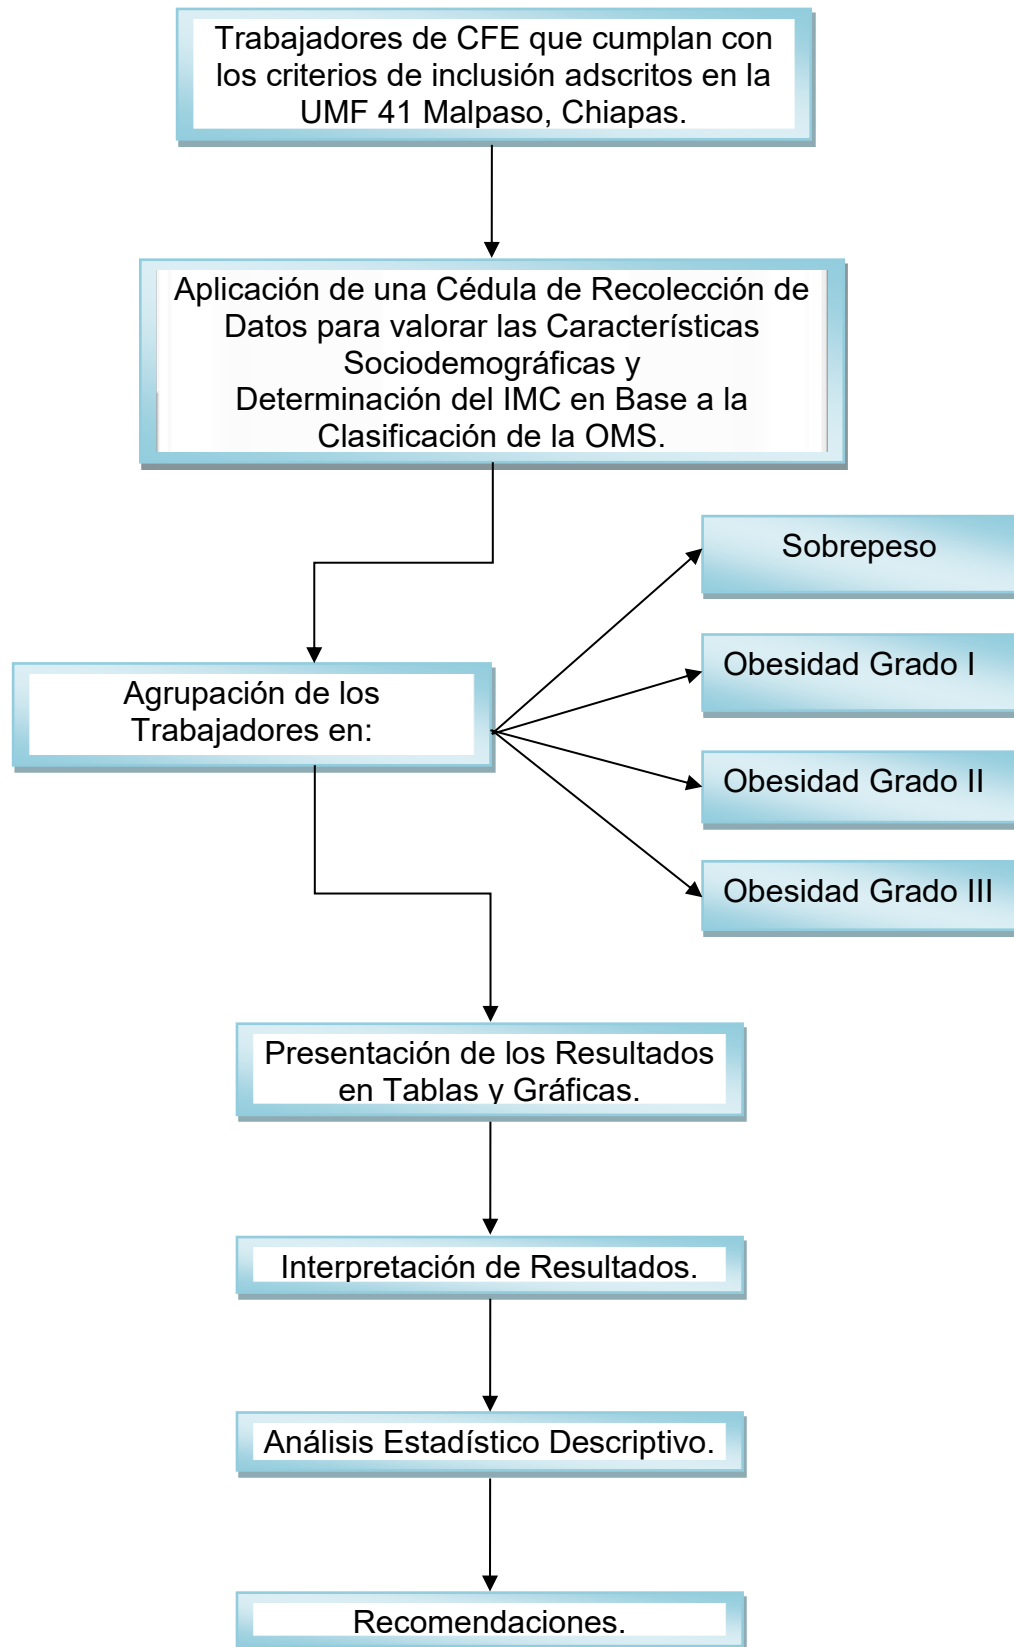 Trabajadores de CFE que cumplan con
los criterios de inclusión adscritos en la
UMF 41 Malpaso, Chiapas.
Aplicación de una Cédula de Recolección de
Datos para valorar las Características
Sociodemográficas y
Determinación del IMC en Base a la
Clasificación de la OMS.
Agrupación de los
Trabajadores en:
Sobrepeso
Obesidad Grado I
Obesidad Grado II
Obesidad Grado III
Presentación de los Resultados
en Tablas y Gráficas.
Interpretación de Resultados.
Análisis Estadístico Descriptivo.
Recomendaciones.